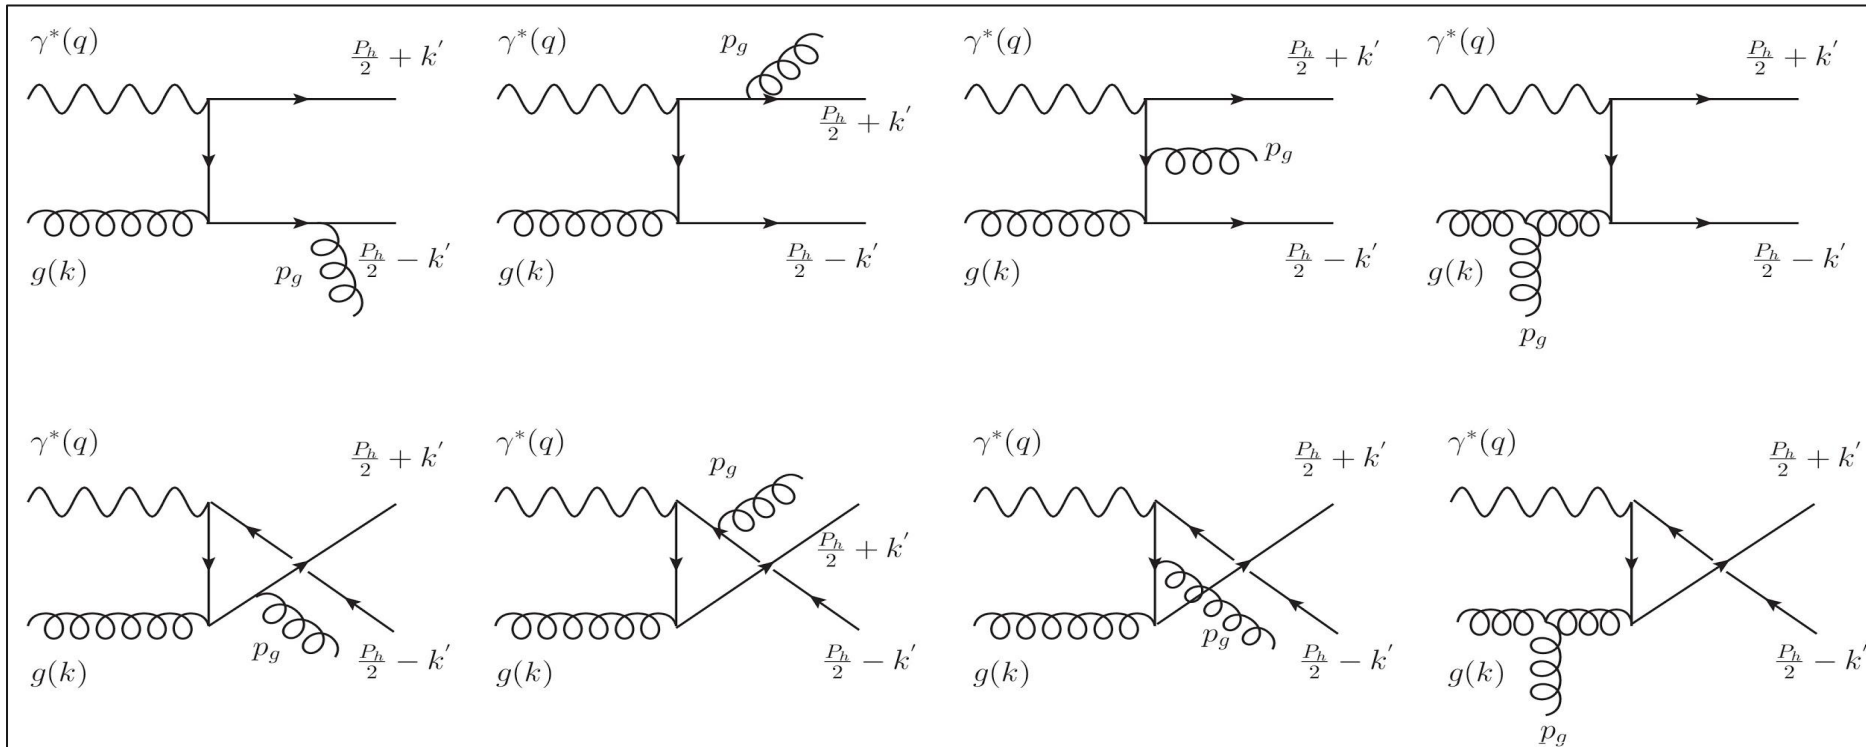 γ*(q)
P_h/2 + k′
p_g
P_h/2 − k′
g(k)
γ*(q)
p_g
P_h/2 + k′
P_h/2 − k′
g(k)
γ*(q)
P_h/2 + k′
p_g
P_h/2 − k′
g(k)
γ*(q)
P_h/2 + k′
P_h/2 − k′
g(k)
p_g
γ*(q)
P_h/2 + k′
p_g
P_h/2 − k′
g(k)
γ*(q)
p_g
P_h/2 + k′
P_h/2 − k′
g(k)
γ*(q)
P_h/2 + k′
p_g
P_h/2 − k′
g(k)
γ*(q)
P_h/2 + k′
P_h/2 − k′
g(k)
p_g